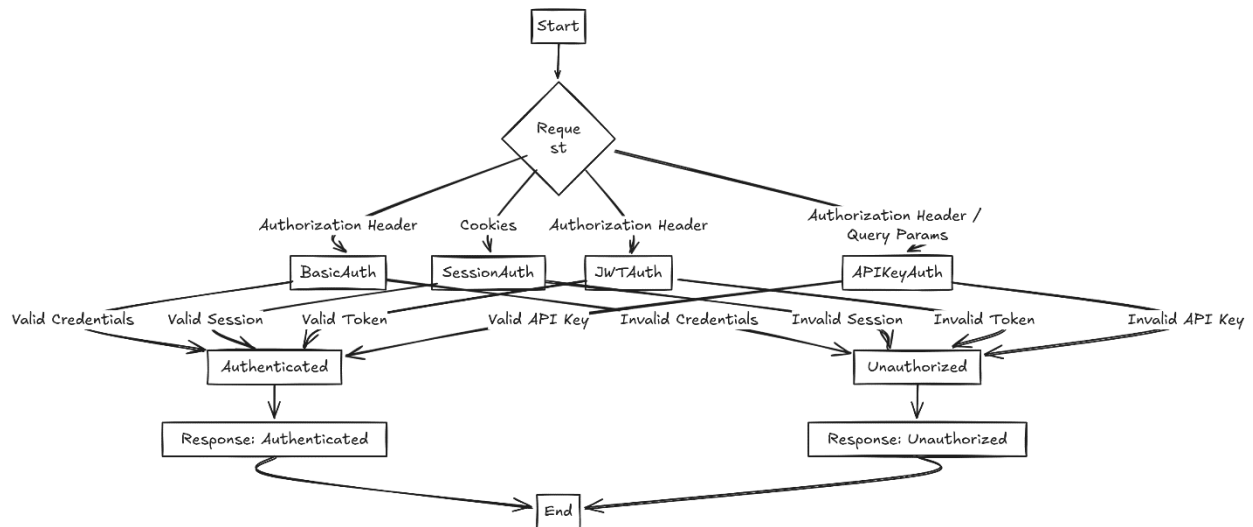 Start
Reque
st
Authorization Header
Cookies
Authorization Header
Authorization Header /
Query Params
BasicAuth
SessionAuth
JWTAuth
APIKeyAuth
Valid Credentials
Valid Session
Valid Token
Valid API Key
Invalid Credentials
Invalid Session
Invalid Token
Invalid API Key
Authenticated
Unauthorized
Response: Authenticated
Response: Unauthorized
End